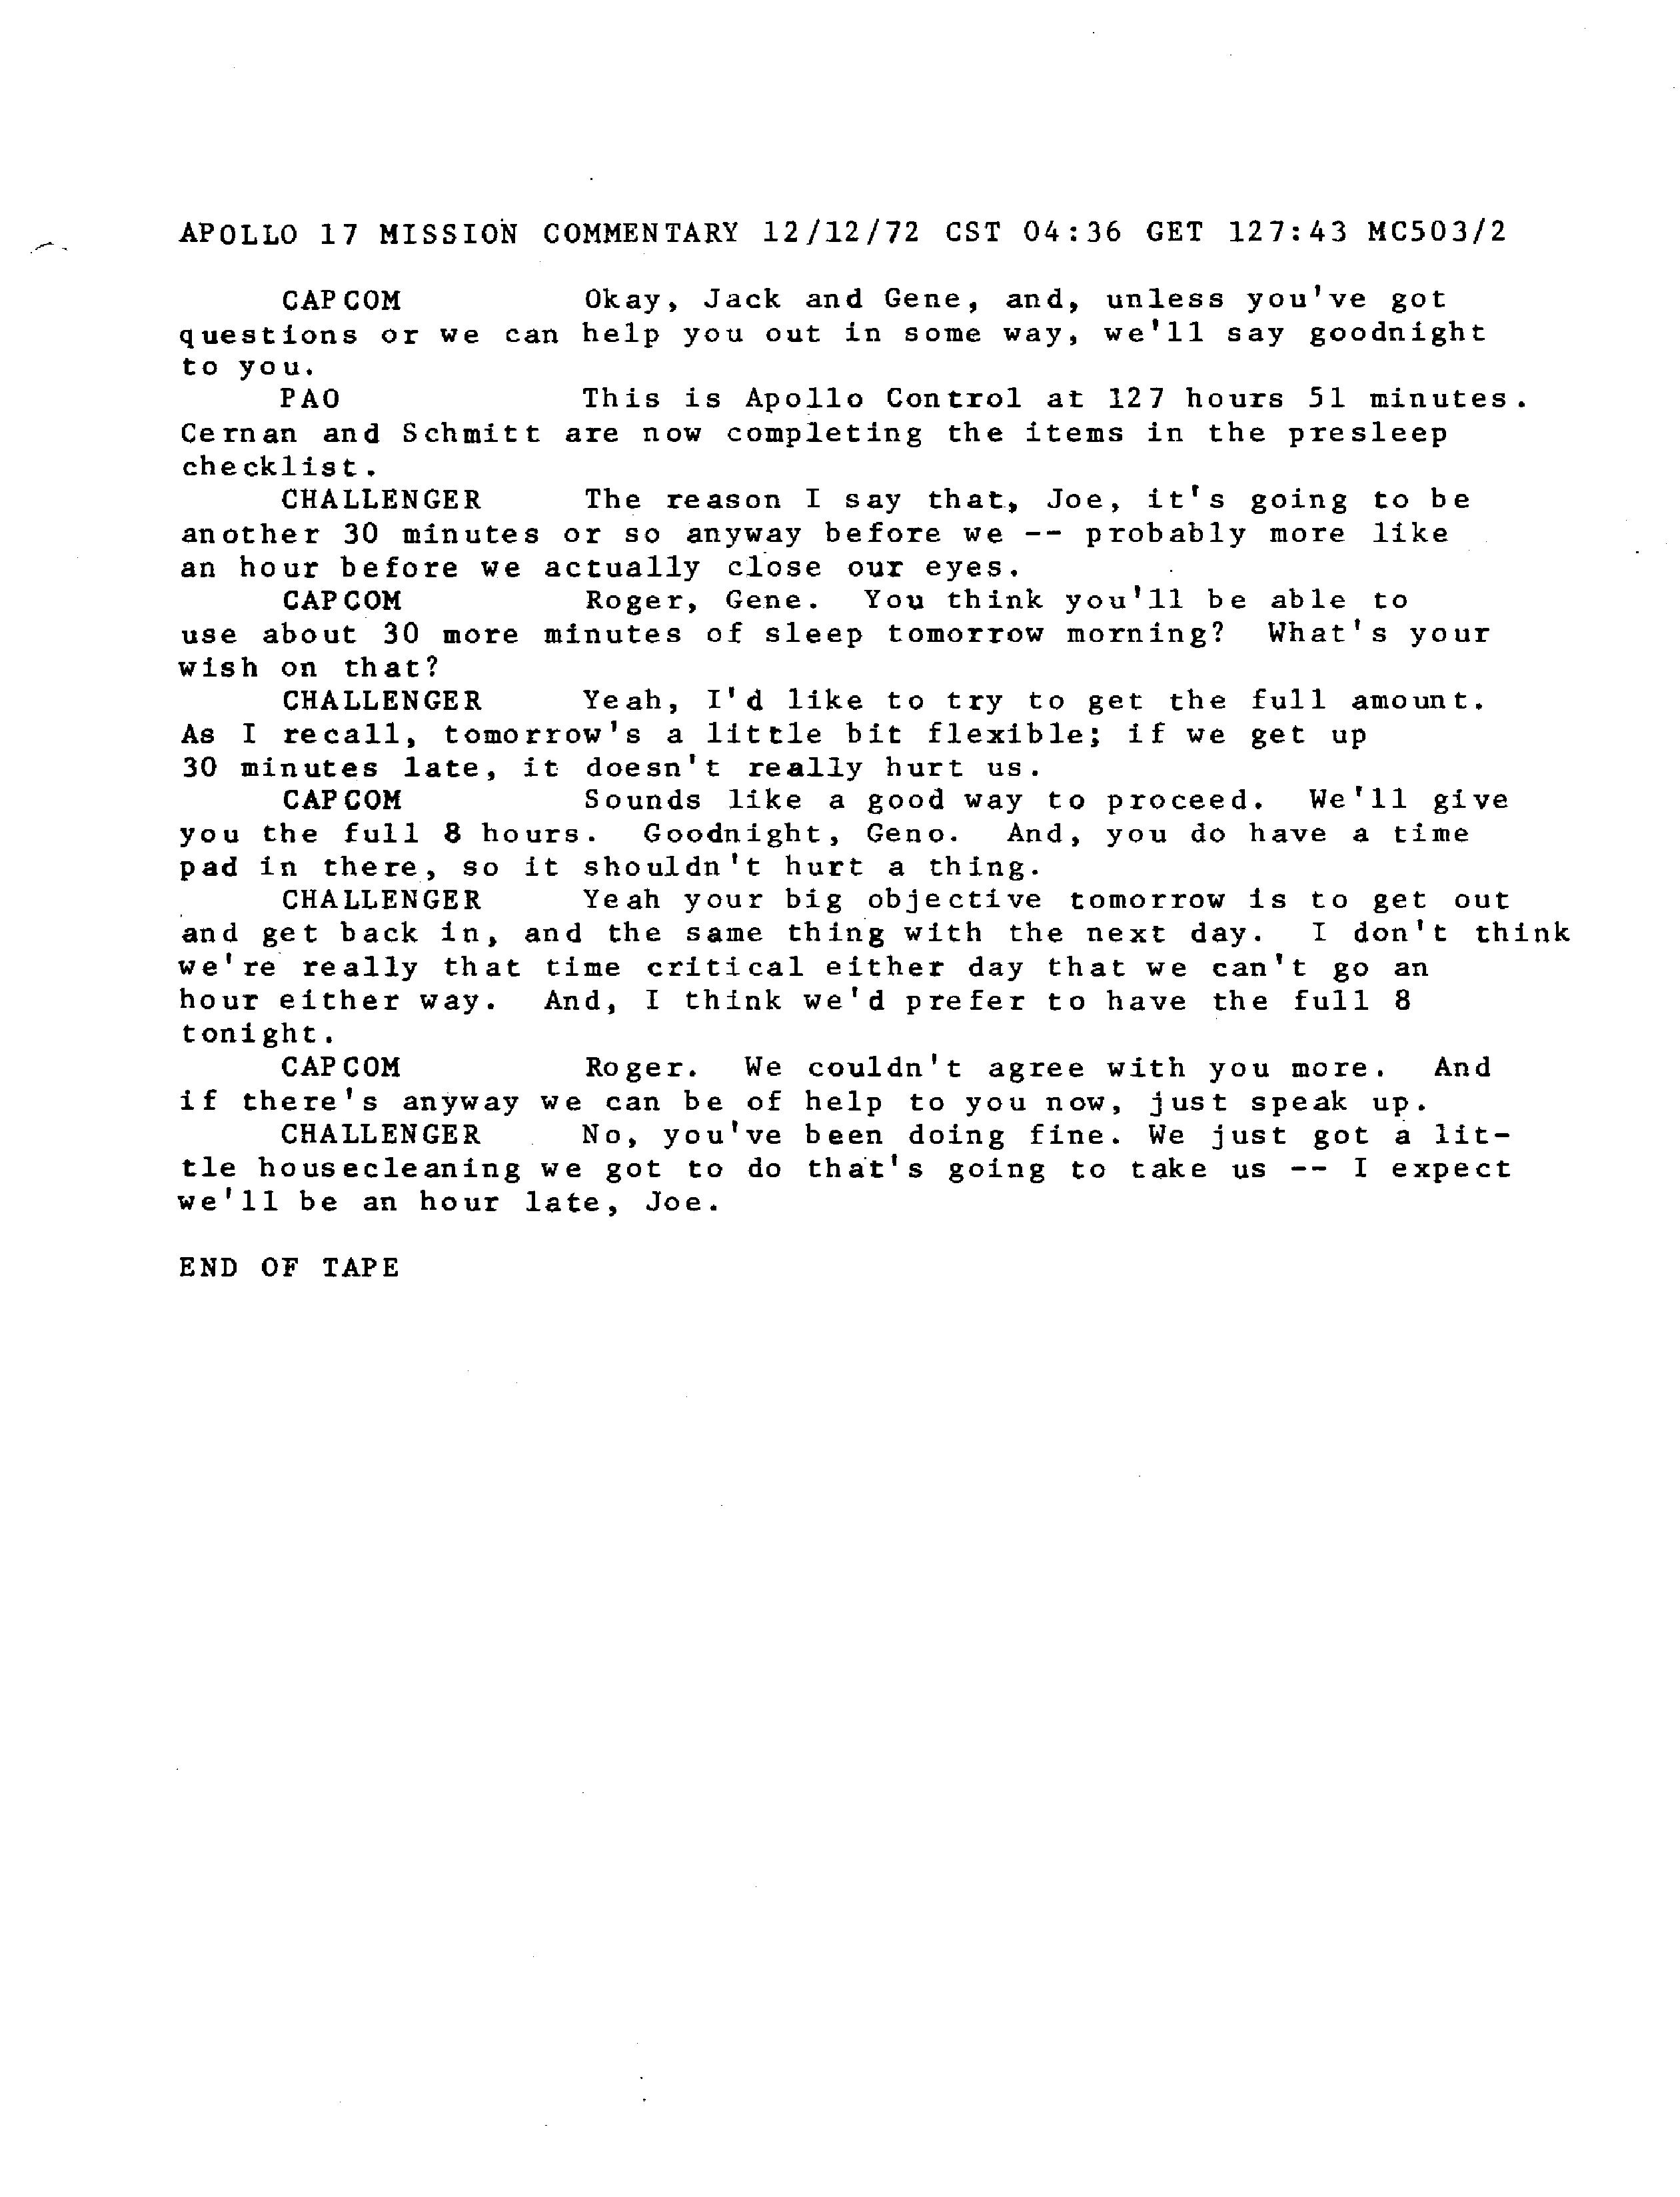 APOLLO 17 MISSION COMMENTARY 12/12/72 CST 04:36 GET 127:43 MC503/2
CAPCOM Okay, Jack and Gene, and, unless you've got
questions or we can help you out in some way, we'll say goodnight
to you.
PAO This is Apollo Control at 127 hours 51 minutes.
Cernan and Schmitt are now completing the items in the presleep
checklist.
CHALLENGER The reason I say that, Joe, it's going to be
another 30 minutes or so anyway before we -- probably more like
an hour before we actually close our eyes.
CAPCOM Roger, Gene. You think you'll be able to
use about 30 more minutes of sleep tomorrow morning? What's your
wish on that?
CHALLENGER Yeah, I'd like to try to get the full amount.
As I recall, tomorrow's a little bit flexible; if we get up
30 minutes late, it doesn't really hurt us.
CAPCOM Sounds like a good way to proceed. We'll give
you the full 8 hours. Goodnight, Geno. And, you do have a time
pad in there, so it shouldn't hurt a thing.
CHALLENGER Yeah your big objective tomorrow is to get out
and get back in, and the same thing with the next day. I don't think
we're really that time critical either day that we can't go an
hour either way. And, I think we'd prefer to have the full 8
tonight.
CAPCOM Roger. We couldn't agree with you more. And
if there's anyway we can be of help to you now, just speak up.
CHALLENGER No, you've been doing fine. We just got a lit-
tle housecleaning we got to do that's going to take us -- I expect
we'll be an hour late, Joe.
END OF TAPE